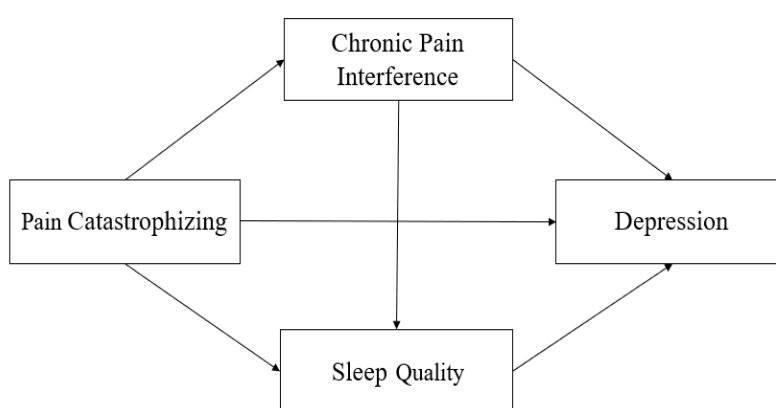 Chronic Pain
Interference
Pain Catastrophizing
Depression
Sleep Quality